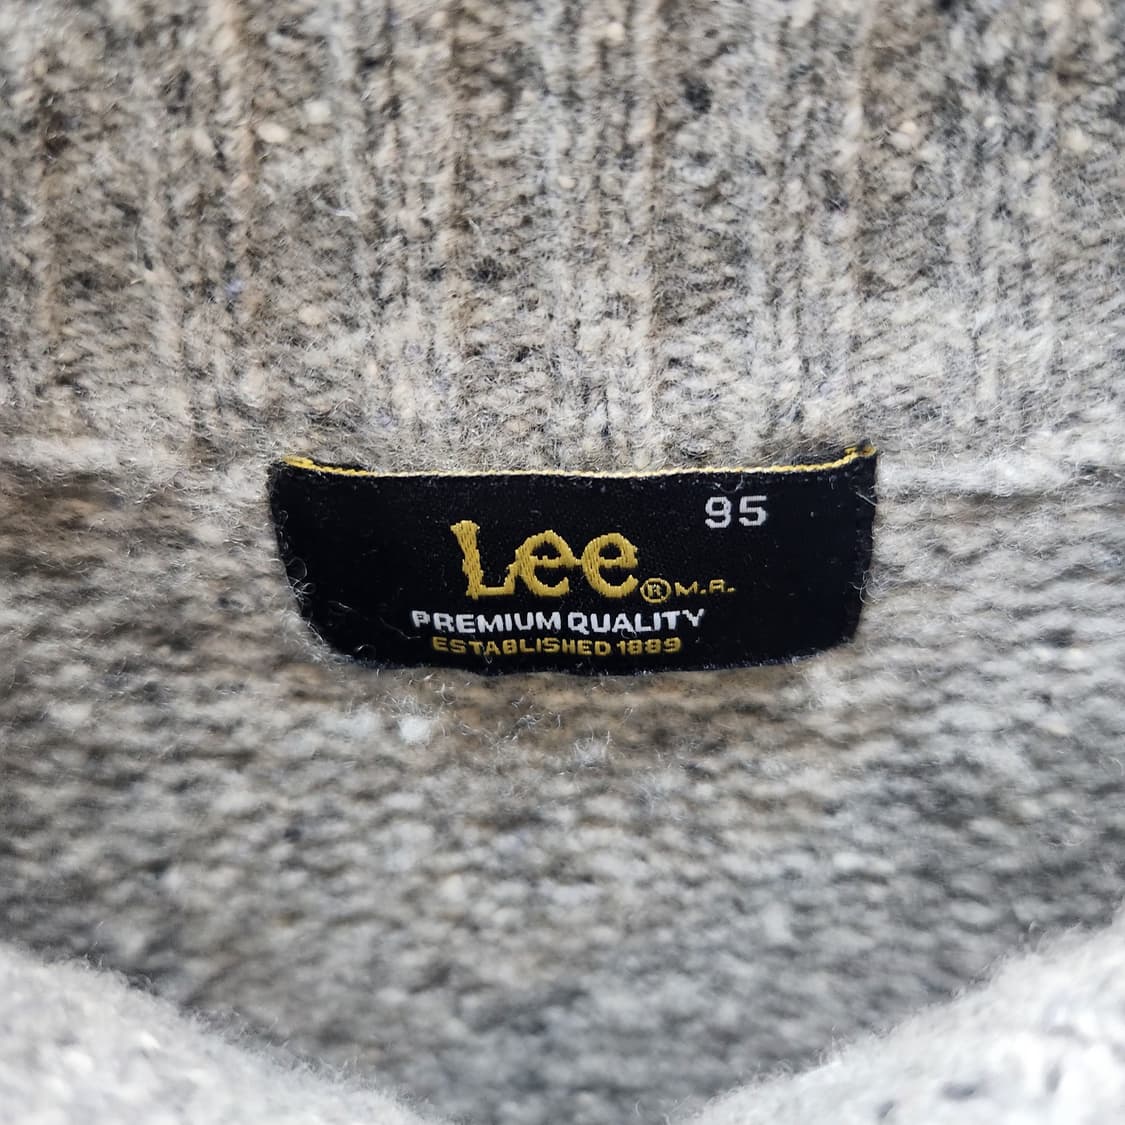 95
Lee® M.R.
PREMIUM QUALITY
ESTABLISHED 1889